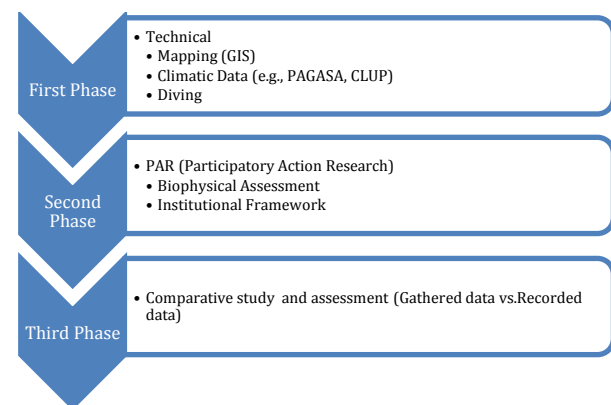 First Phase
• Technical
• Mapping (GIS)
• Climatic Data (e.g., PAGASA, CLUP)
• Diving
Second
Phase
• PAR (Participatory Action Research)
• Biophysical Assessment
• Institutional Framework
Third Phase
• Comparative study and assessment (Gathered data vs.Recorded
data)